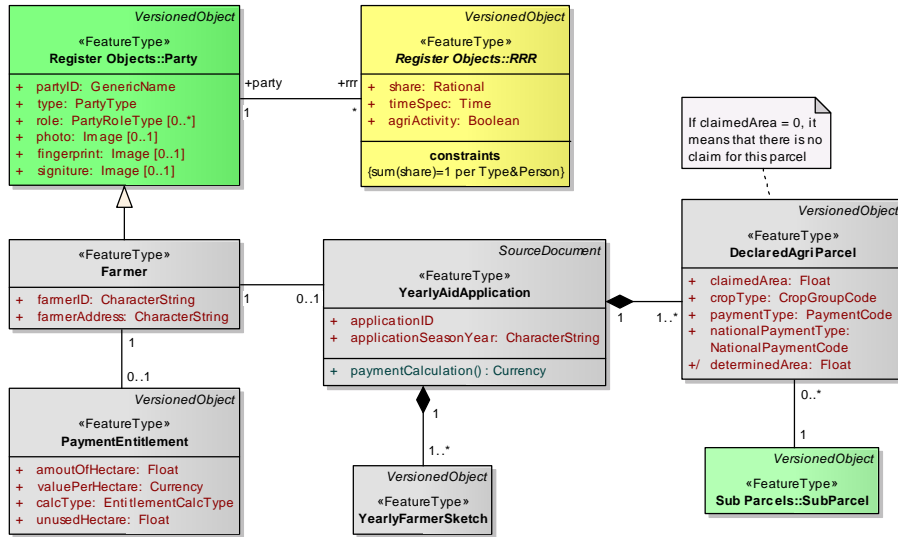 VersionedObject
«FeatureType»
Register Objects::Party
+ partyID: GenericName
+ type: PartyType
+ role: PartyRoleType [0..*]
+ photo: Image [0..1]
+ fingerprint: Image [0..1]
+ signiture: Image [0..1]
+party
1
+rrr
*
VersionedObject
«FeatureType»
Register Objects::RRR
+ share: Rational
+ timeSpec: Time
+ agriActivity: Boolean
constraints
{sum(share)=1 per Type&Person}
If claimedArea = 0, it
means that there is no
claim for this parcel
«FeatureType»
Farmer
+ farmerID: CharacterString
+ farmerAddress: CharacterString
1
0..1
SourceDocument
«FeatureType»
YearlyAidApplication
+ applicationID
+ applicationSeasonYear: CharacterString
+ paymentCalculation() : Currency
1
1..*
VersionedObject
«FeatureType»
DeclaredAgriParcel
+ claimedArea: Float
+ cropType: CropGroupCode
+ paymentType: PaymentCode
+ nationalPaymentType:
NationalPaymentCode
+/ determinedArea: Float
1
0..1
VersionedObject
«FeatureType»
PaymentEntitlement
+ amoutOfHectare: Float
+ valuePerHectare: Currency
+ calcType: EntitlementCalcType
+ unusedHectare: Float
1
1..*
VersionedObject
«FeatureType»
YearlyFarmerSketch
0..*
1
VersionedObject
«FeatureType»
Sub Parcels::SubParcel